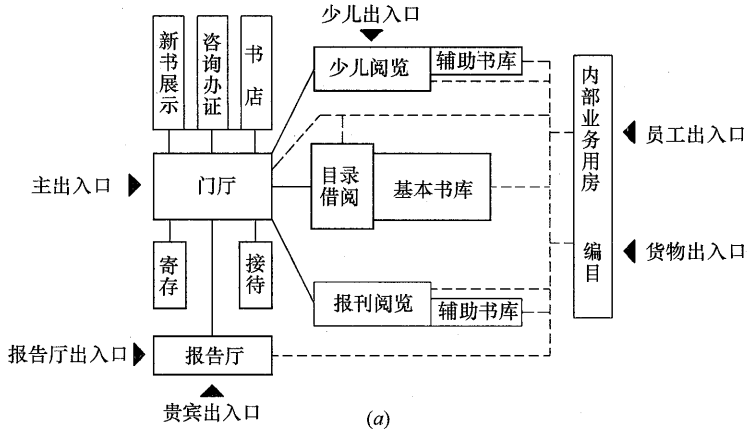 少儿出入口
新书展示
咨询办证
书店
少儿阅览
辅助书库
内部业务用房
编目
员工出入口
主出入口
门厅
目录
借阅
基本书库
货物出入口
寄存
接待
报刊阅览
辅助书库
报告厅出入口
报告厅
贵宾出入口
(a)